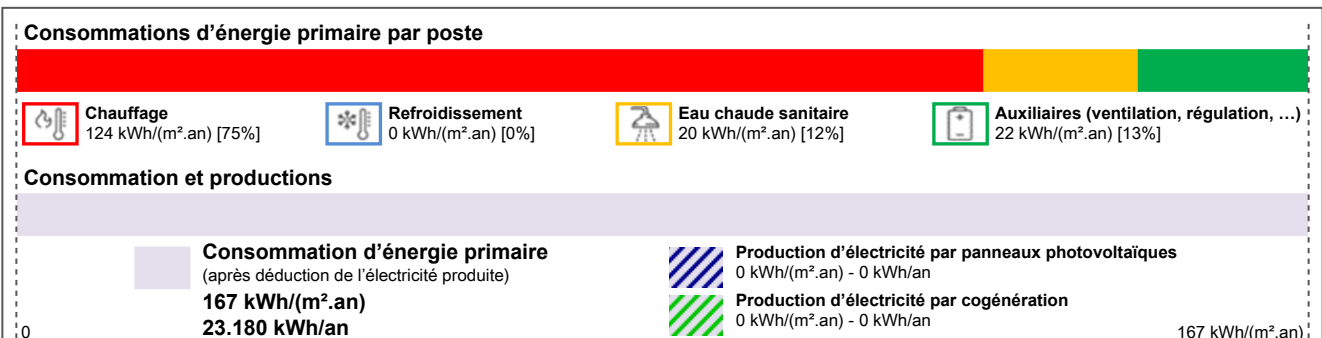 Consommations d'énergie primaire par poste
Chauffage
124 kWh/(m².an) [75%]
Refroidissement
0 kWh/(m².an) [0%]
Eau chaude sanitaire
20 kWh/(m².an) [12%]
Auxiliaires (ventilation, régulation, …)
22 kWh/(m².an) [13%]
Consommation et productions
Consommation d'énergie primaire
(après déduction de l'électricité produite)
167 kWh/(m².an)
23.180 kWh/an
Production d'électricité par panneaux photovoltaïques
0 kWh/(m².an) - 0 kWh/an
Production d'électricité par cogénération
0 kWh/(m².an) - 0 kWh/an
0
167 kWh/(m².an)